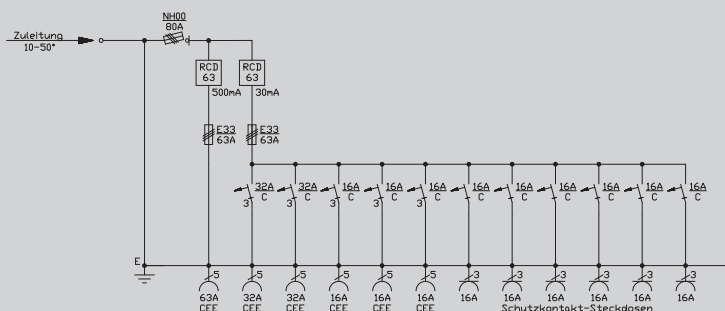 NH00
80A
Zuleitung
10-50°
RCD
63
500mA
RCD
63
30mA
E33
63A
E33
63A
32A
C
3
32A
C
3
16A
C
3
16A
C
3
16A
C
3
16A
C
16A
C
16A
C
16A
C
16A
C
16A
C
E
5
5
5
5
5
5
3
3
3
3
3
3
63A
CEE
32A
CEE
32A
CEE
16A
CEE
16A
CEE
16A
CEE
16A
16A
16A
16A
16A
16A
Schutzkontakt-Steckdosen